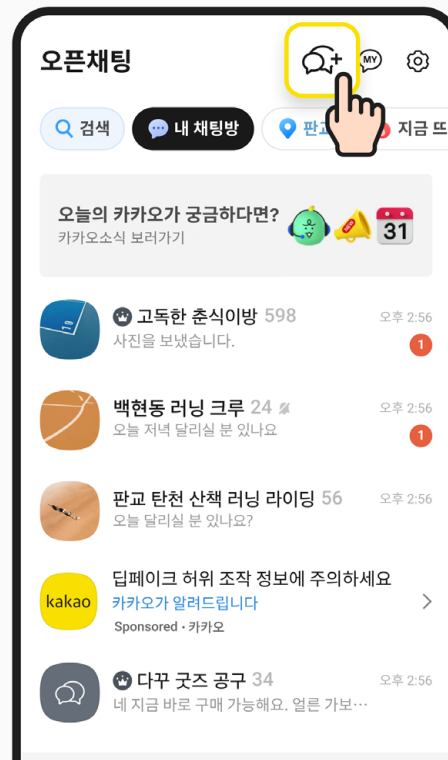 오픈채팅
MY
검색
내 채팅방
지금 뜨
오늘의 카카오가 궁금하다면?
카카오소식 보러가기
31
고독한 춘식이방 598
오후 2:56
사진을 보냈습니다.
1
백현동 러닝 크루 24
오후 2:56
오늘 저녁 달리실 분 있나요
1
판교 탄천 산책 러닝 라이딩 56
오후 2:56
오늘 달리실 분 있나요?
kakao
딥페이크 허위 조작 정보에 주의하세요
카카오가 알려드립니다
Sponsored · 카카오
다꾸 굿즈 공구 34
오후 2:56
네 지금 바로 구매 가능해요. 얼른 가보…